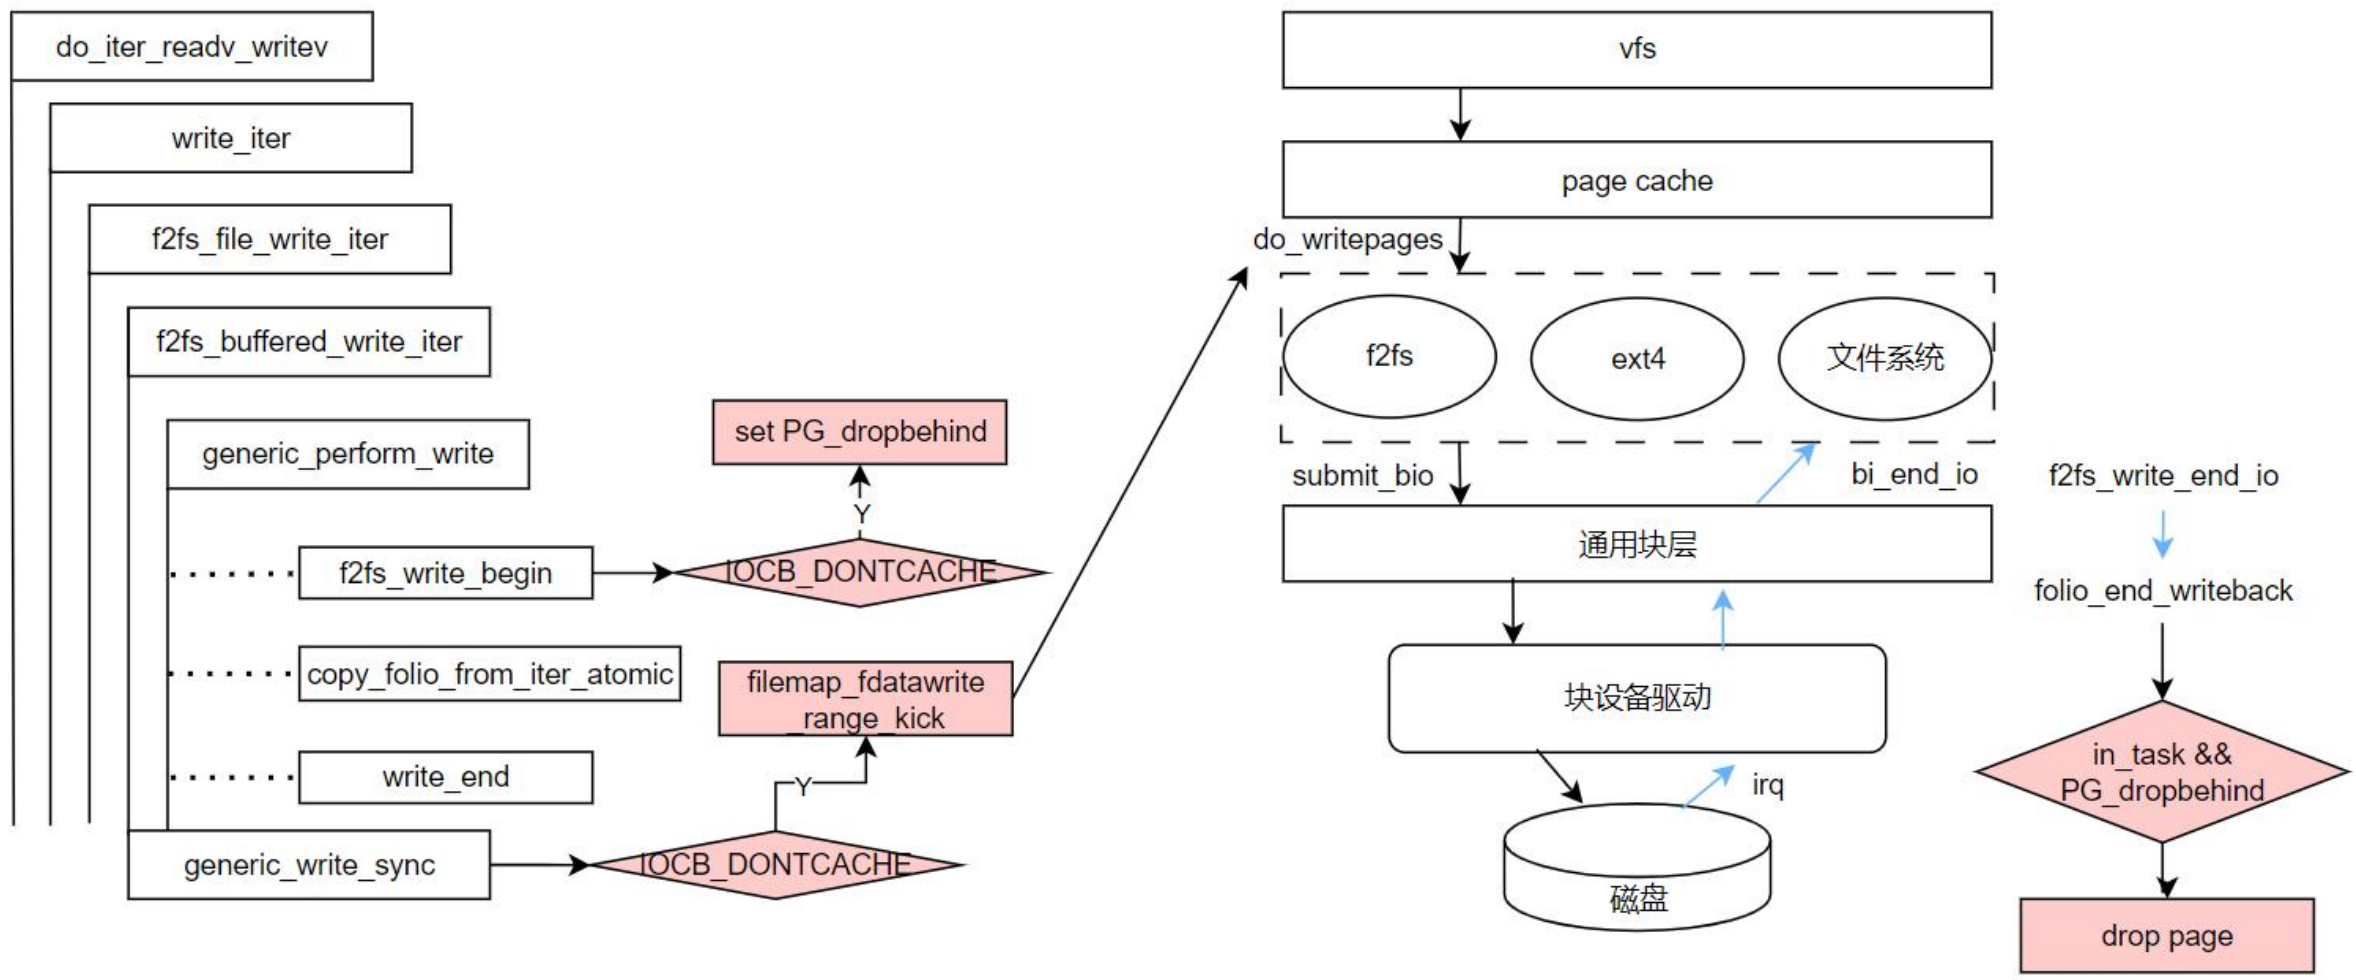 do_iter_readv_writev
write_iter
f2fs_file_write_iter
f2fs_buffered_write_iter
generic_perform_write
set PG_dropbehind
Y
f2fs_write_begin
IOCB_DONTCACHE
copy_folio_from_iter_atomic
filemap_fdatawrite
_range_kick
write_end
Y
generic_write_sync
IOCB_DONTCACHE
vfs
page cache
do_writepages
f2fs
ext4
文件系统
submit_bio
bi_end_io
通用块层
块设备驱动
irq
磁盘
f2fs_write_end_io
folio_end_writeback
in_task &&
PG_dropbehind
drop page